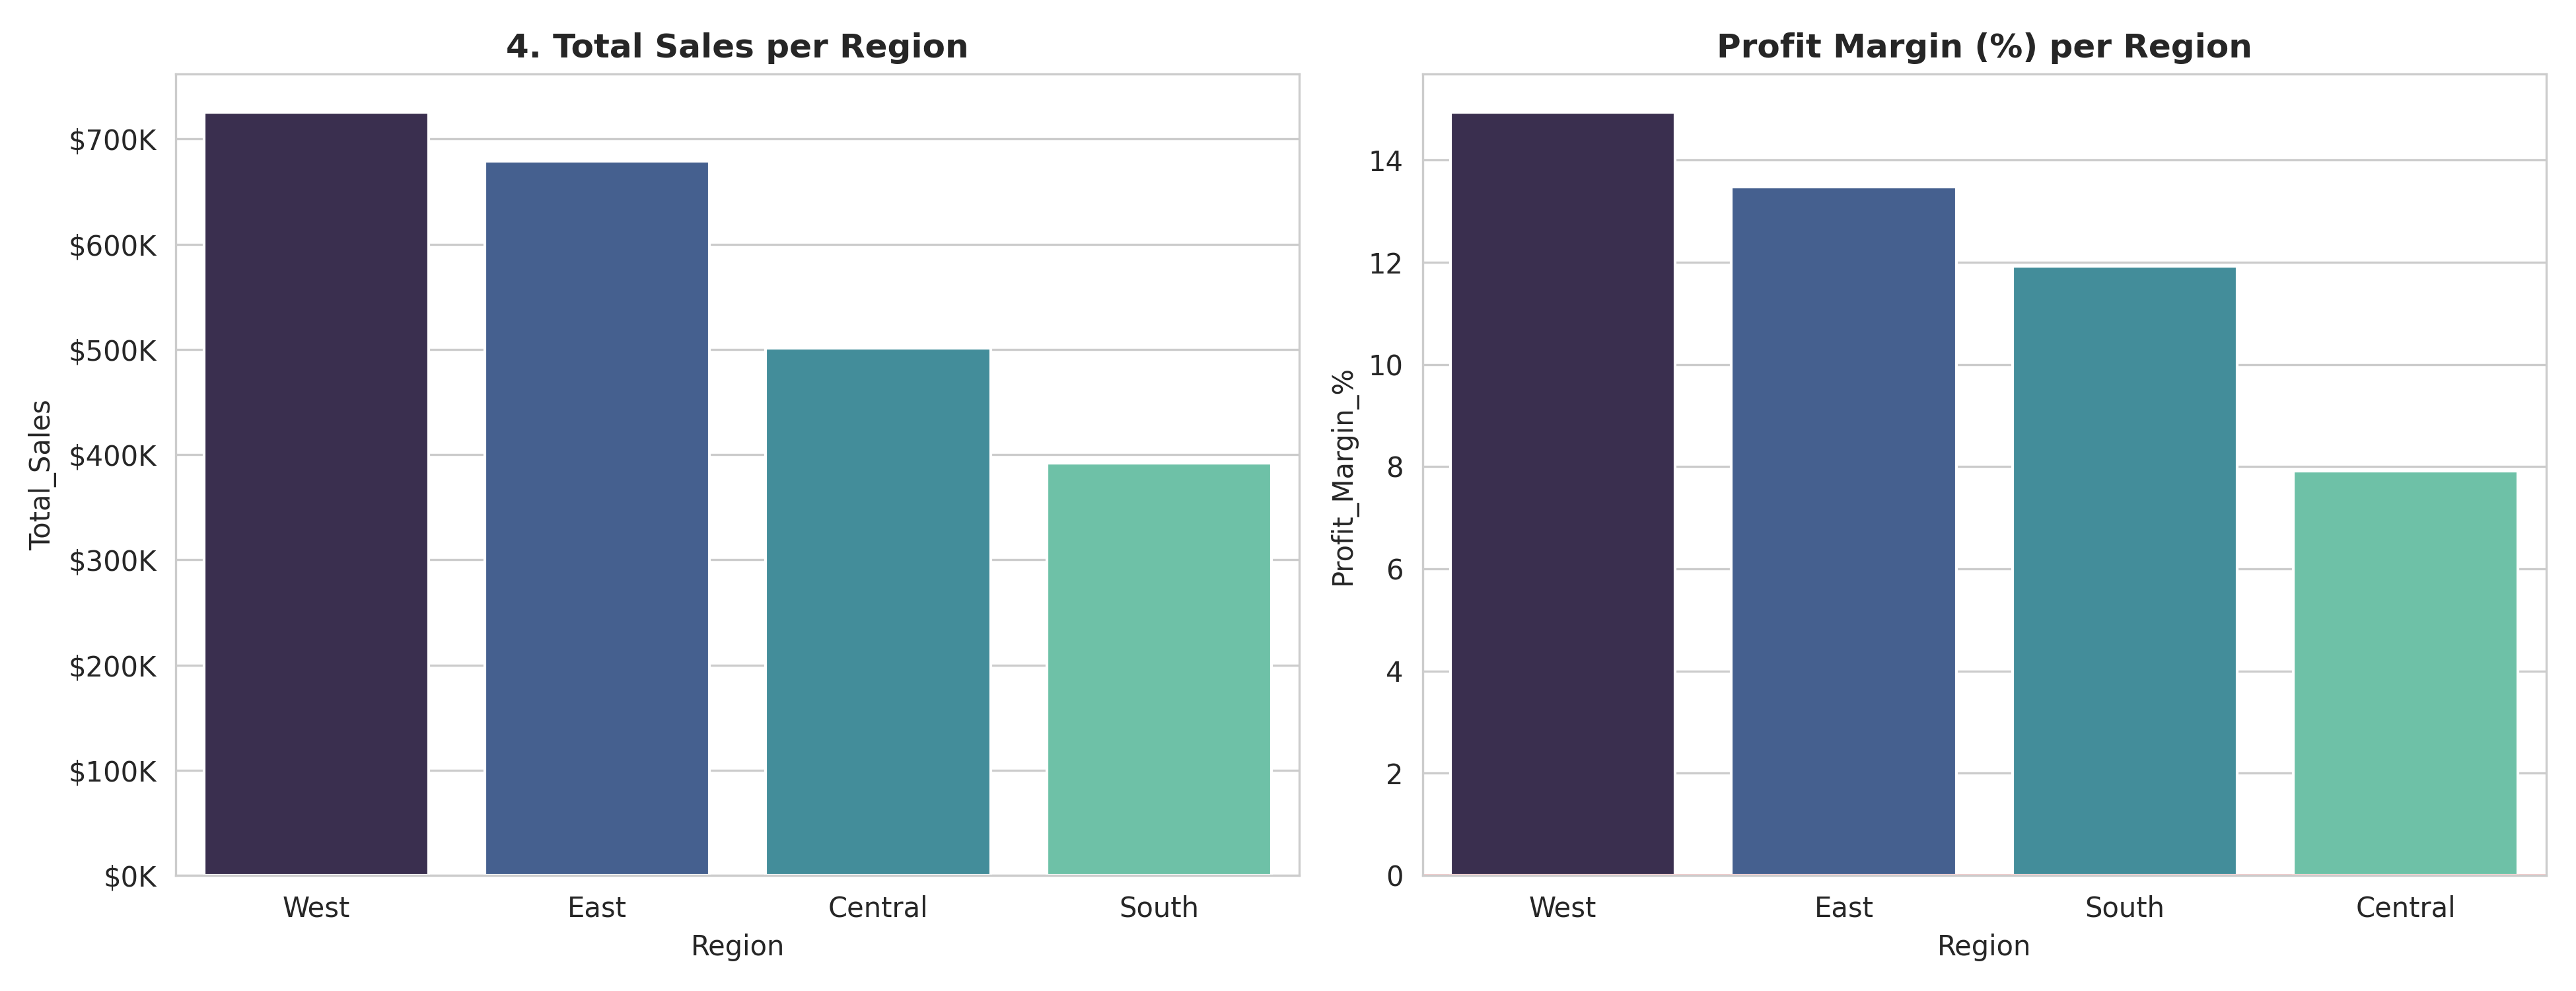 4. Total Sales per Region
Total_Sales
$700K
$600K
$500K
$400K
$300K
$200K
$100K
$0K
West East Central South
Region
Profit Margin (%) per Region
Profit_Margin_%
14
12
10
8
6
4
2
0
West East South Central
Region